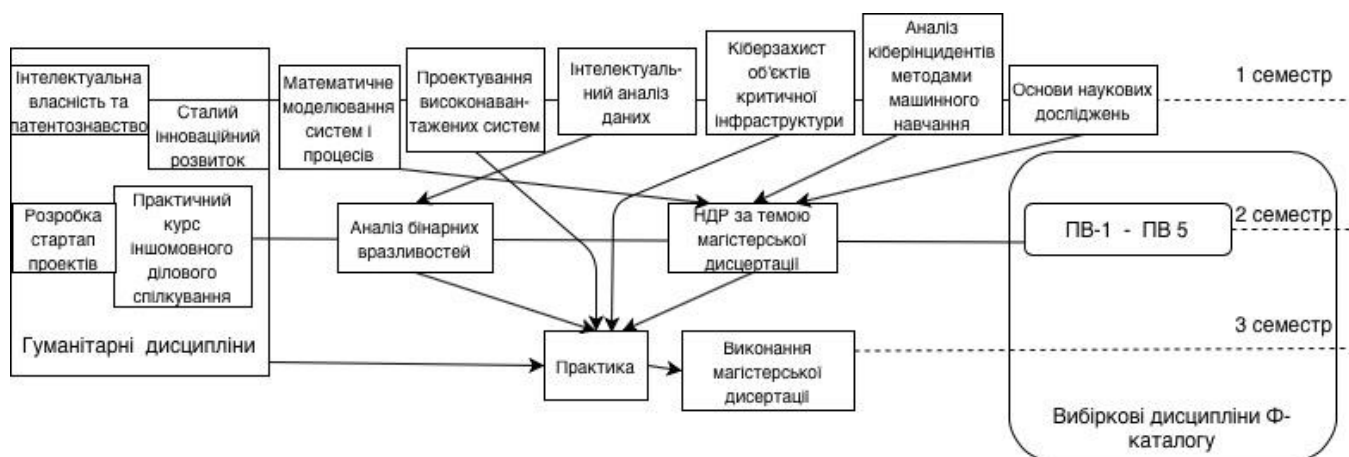 Інтелектуальна
власність та
патентознавство
Сталий
інноваційний
розвиток
Математичне
моделювання
систем і
процесів
Проектування
високонаван-
тажених систем
Інтелектуаль-
ний аналіз
даних
Кіберзахист
об'єктів
критичної
інфраструктури
Аналіз
кіберінцидентів
методами
машинного
навчання
Основи наукових
досліджень
1 семестр
Розробка
стартап
проектів
Практичний
курс
іншомовного
ділового
спілкування
Аналіз бінарних
вразливостей
НДР за темою
магістерської
дисцертації
ПВ-1 - ПВ 5
2 семестр
Гуманітарні дисципліни
Практика
Виконання
магістерської
дисертації
3 семестр
Вибіркові дисципліни Ф-
каталогу